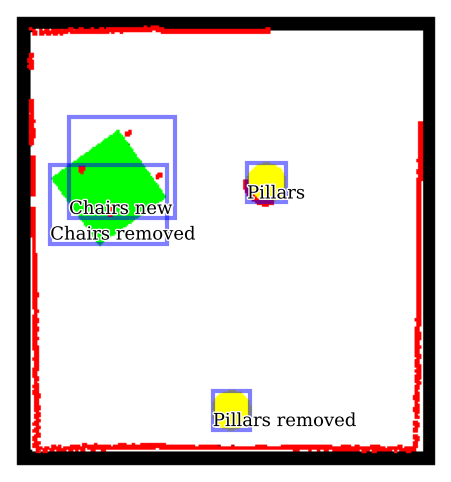 Pillars
Chairs new
Chairs removed
Pillars removed